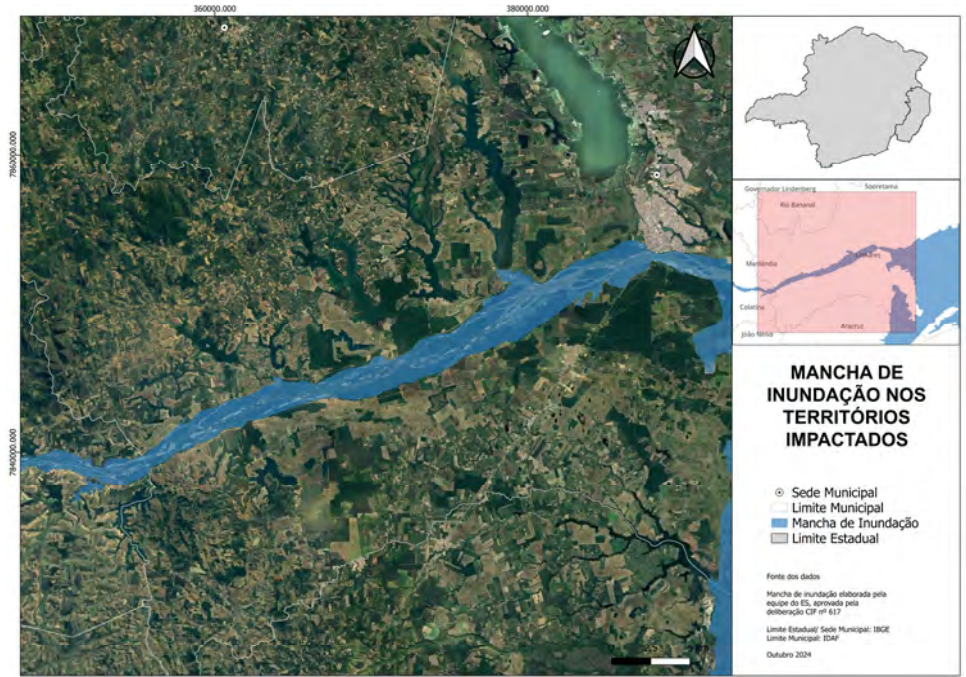 360000.000
380000.000
7860000.000
7840000.000
Governador Lindenberg
Sooretama
Rio Bananal
Marilândia
Linhares
Colatina
Aracruz
João Neiva
MANCHA DE
INUNDAÇÃO NOS
TERRITÓRIOS
IMPACTADOS
Sede Municipal
Limite Municipal
Mancha de Inundação
Limite Estadual
Fonte dos dados
Mancha de inundação elaborada pela
equipe do ES, aprovada pela
deliberação CIF nº 617
Limite Estadual/ Sede Municipal: IBGE
Limite Municipal: IDAF
Outubro 2024